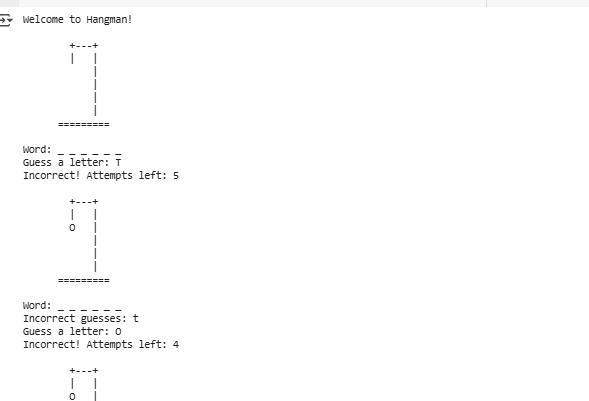 Welcome to Hangman!
+---+
|   |
    |
    |
    |
    |
=========
Word: _ _ _ _ _ _
Guess a letter: T
Incorrect! Attempts left: 5
+---+
|   |
O   |
    |
    |
    |
=========
Word: _ _ _ _ _ _
Incorrect guesses: t
Guess a letter: O
Incorrect! Attempts left: 4
+---+
|   |
O   |